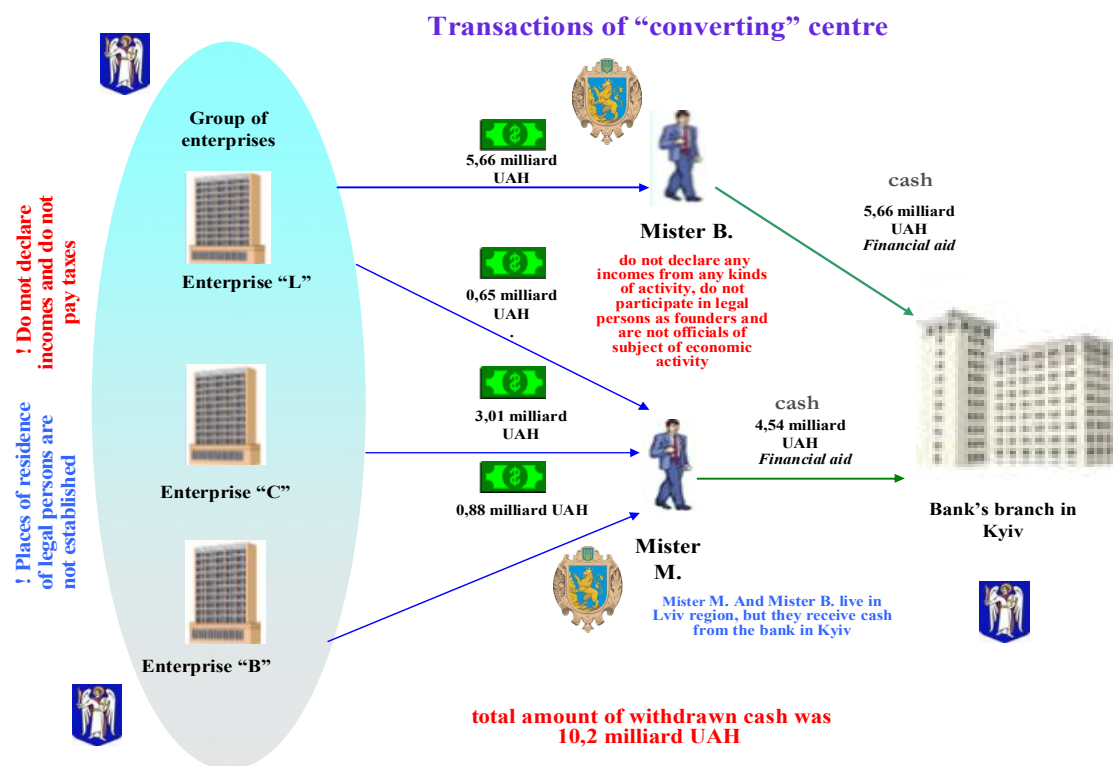 Transactions of “converting” centre
Group of
enterprises
Enterprise “L”
Enterprise “C”
Enterprise “B”
! Do mot declare
incomes and do not
pay taxes
! Places of residence
of legal persons are
not established
5,66 milliard
UAH
0,65 milliard
UAH
.
3,01 milliard
UAH
0,88 milliard UAH
Mister B.
do not declare any
incomes from any kinds
of activity, do not
participate in legal
persons as founders and
are not officials of
subject of economic
activity
Mister
M.
Mister M. And Mister B. live in
Lviv region, but they receive cash
from the bank in Kyiv
cash
5,66 milliard
UAH
Financial aid
cash
4,54 milliard
UAH
Financial aid
Bank’s branch in
Kyiv
total amount of withdrawn cash was
10,2 milliard UAH